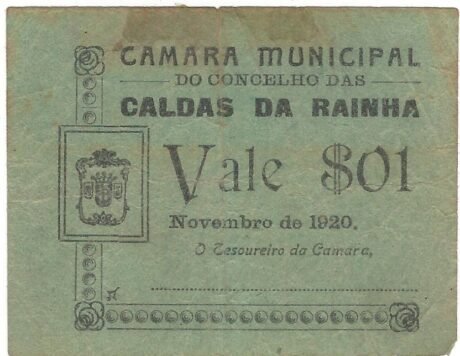 CAMARA MUNICIPAL
DO CONCELHO DAS
CALDAS DA RAINHA
Vale $01
Novembro de 1920.
O Tesoureiro da Camara,